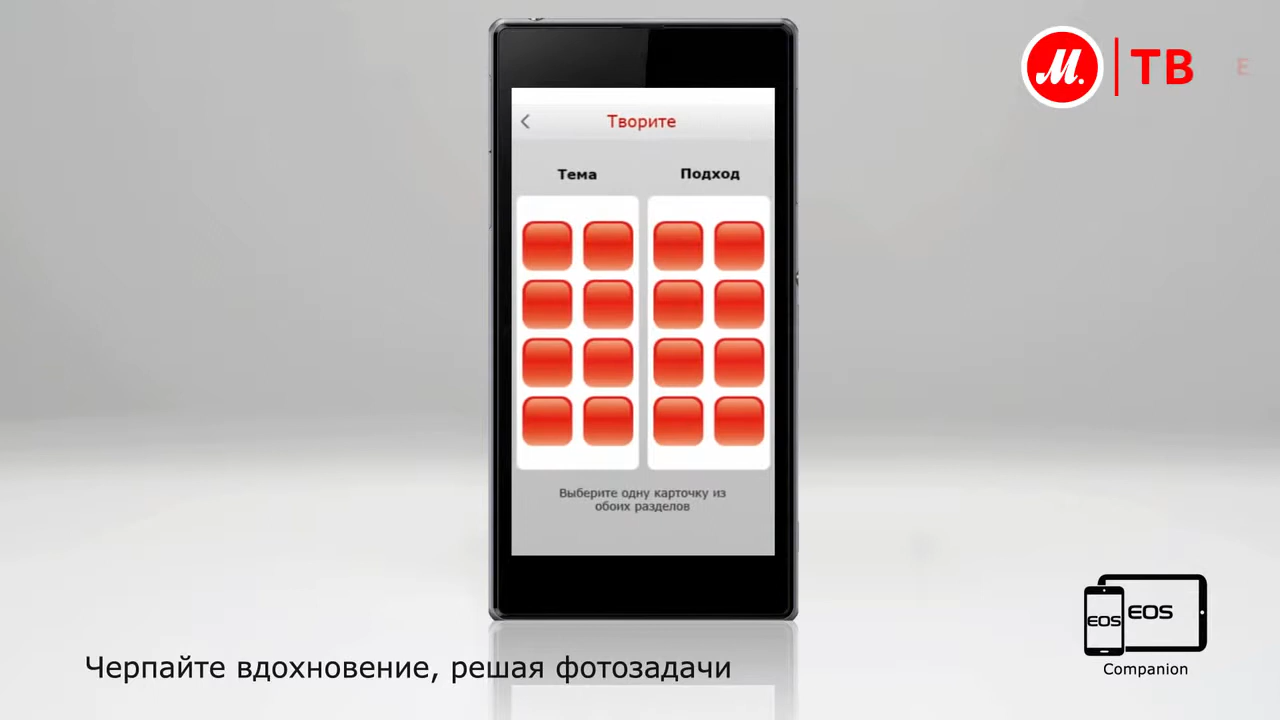 М.
ТВ
E
Творите
Тема
Подход
Выберите одну карточку из
обоих разделов
EOS
EOS
Companion
Черпайте вдохновение, решая фотозадачи